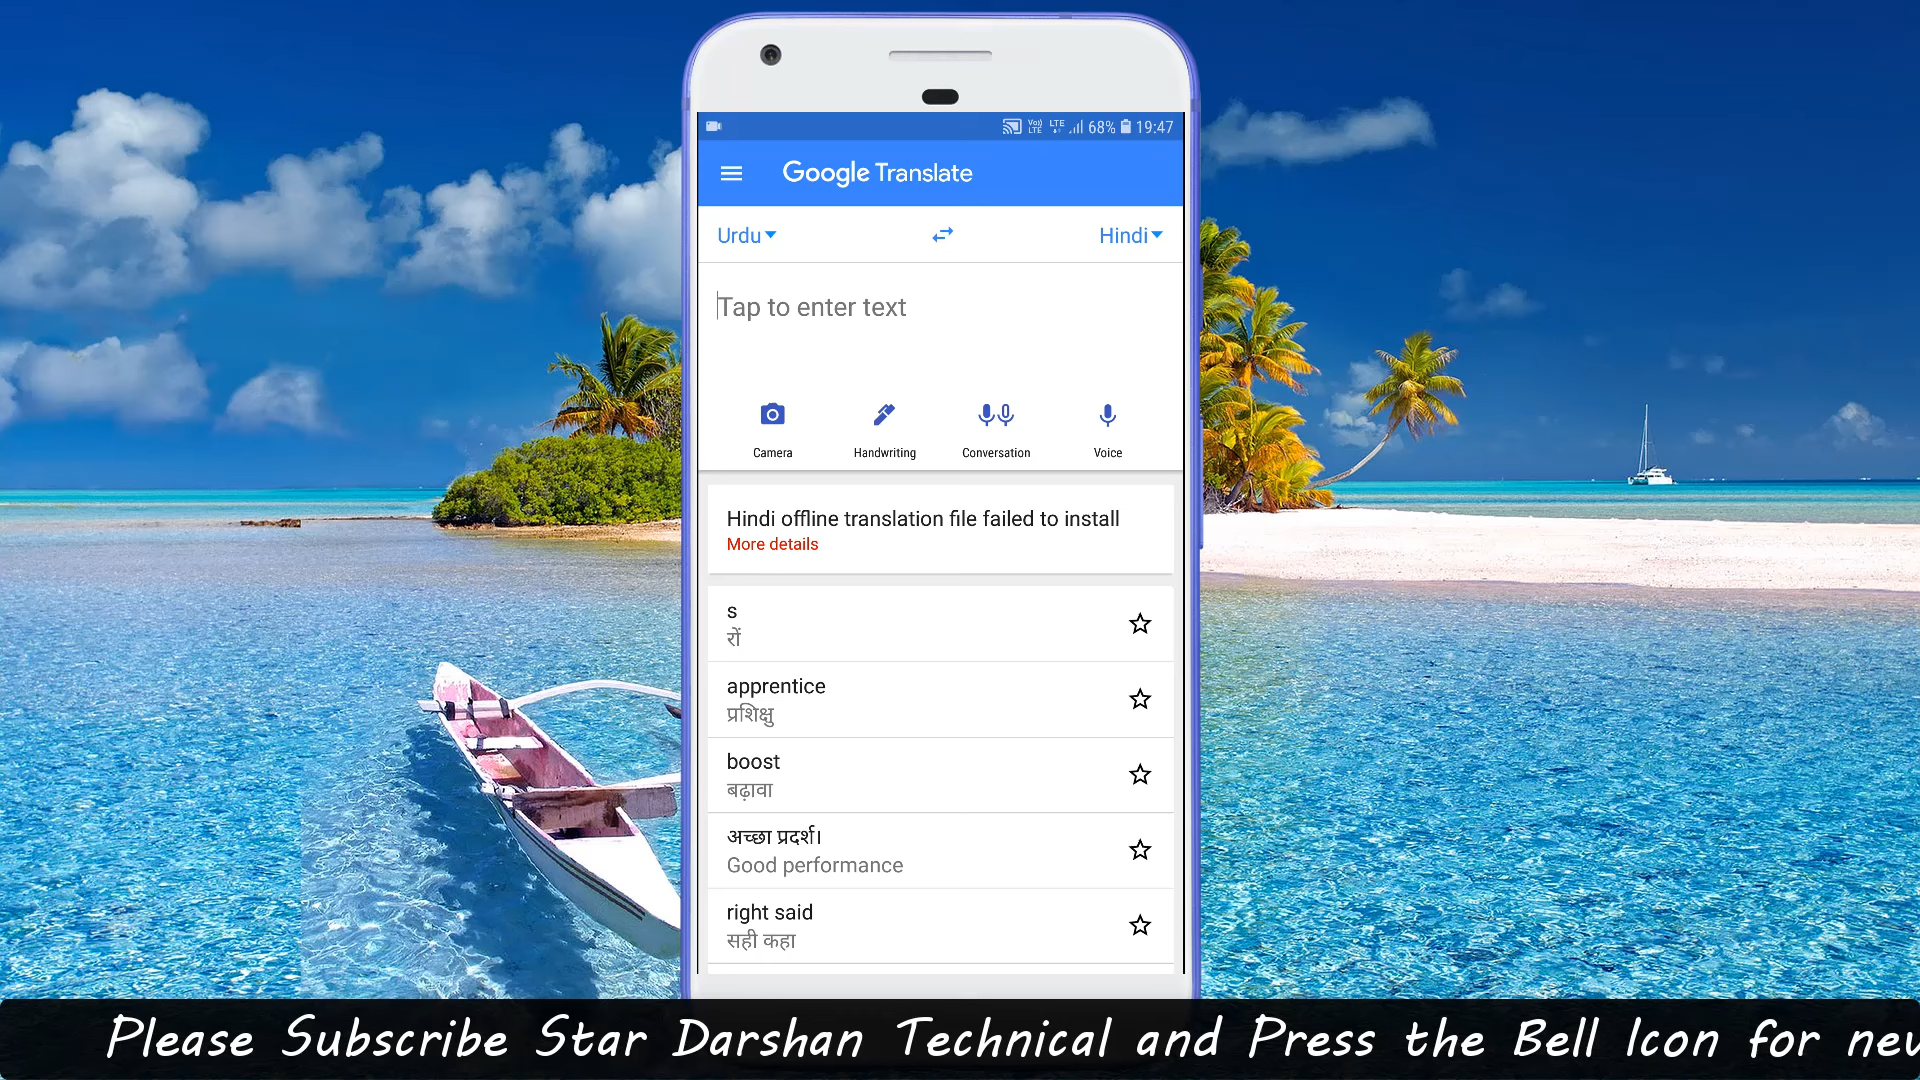 68% 19:47
Google Translate
Urdu Hindi
Tap to enter text
Camera Handwriting Conversation Voice
Hindi offline translation file failed to install
More details
s
रों
apprentice
प्रशिक्षु
boost
बढ़ावा
अच्छा प्रदर्श।
Good performance
right said
सही कहा
Please Subscribe Star Darshan Technical and Press the Bell Icon for new